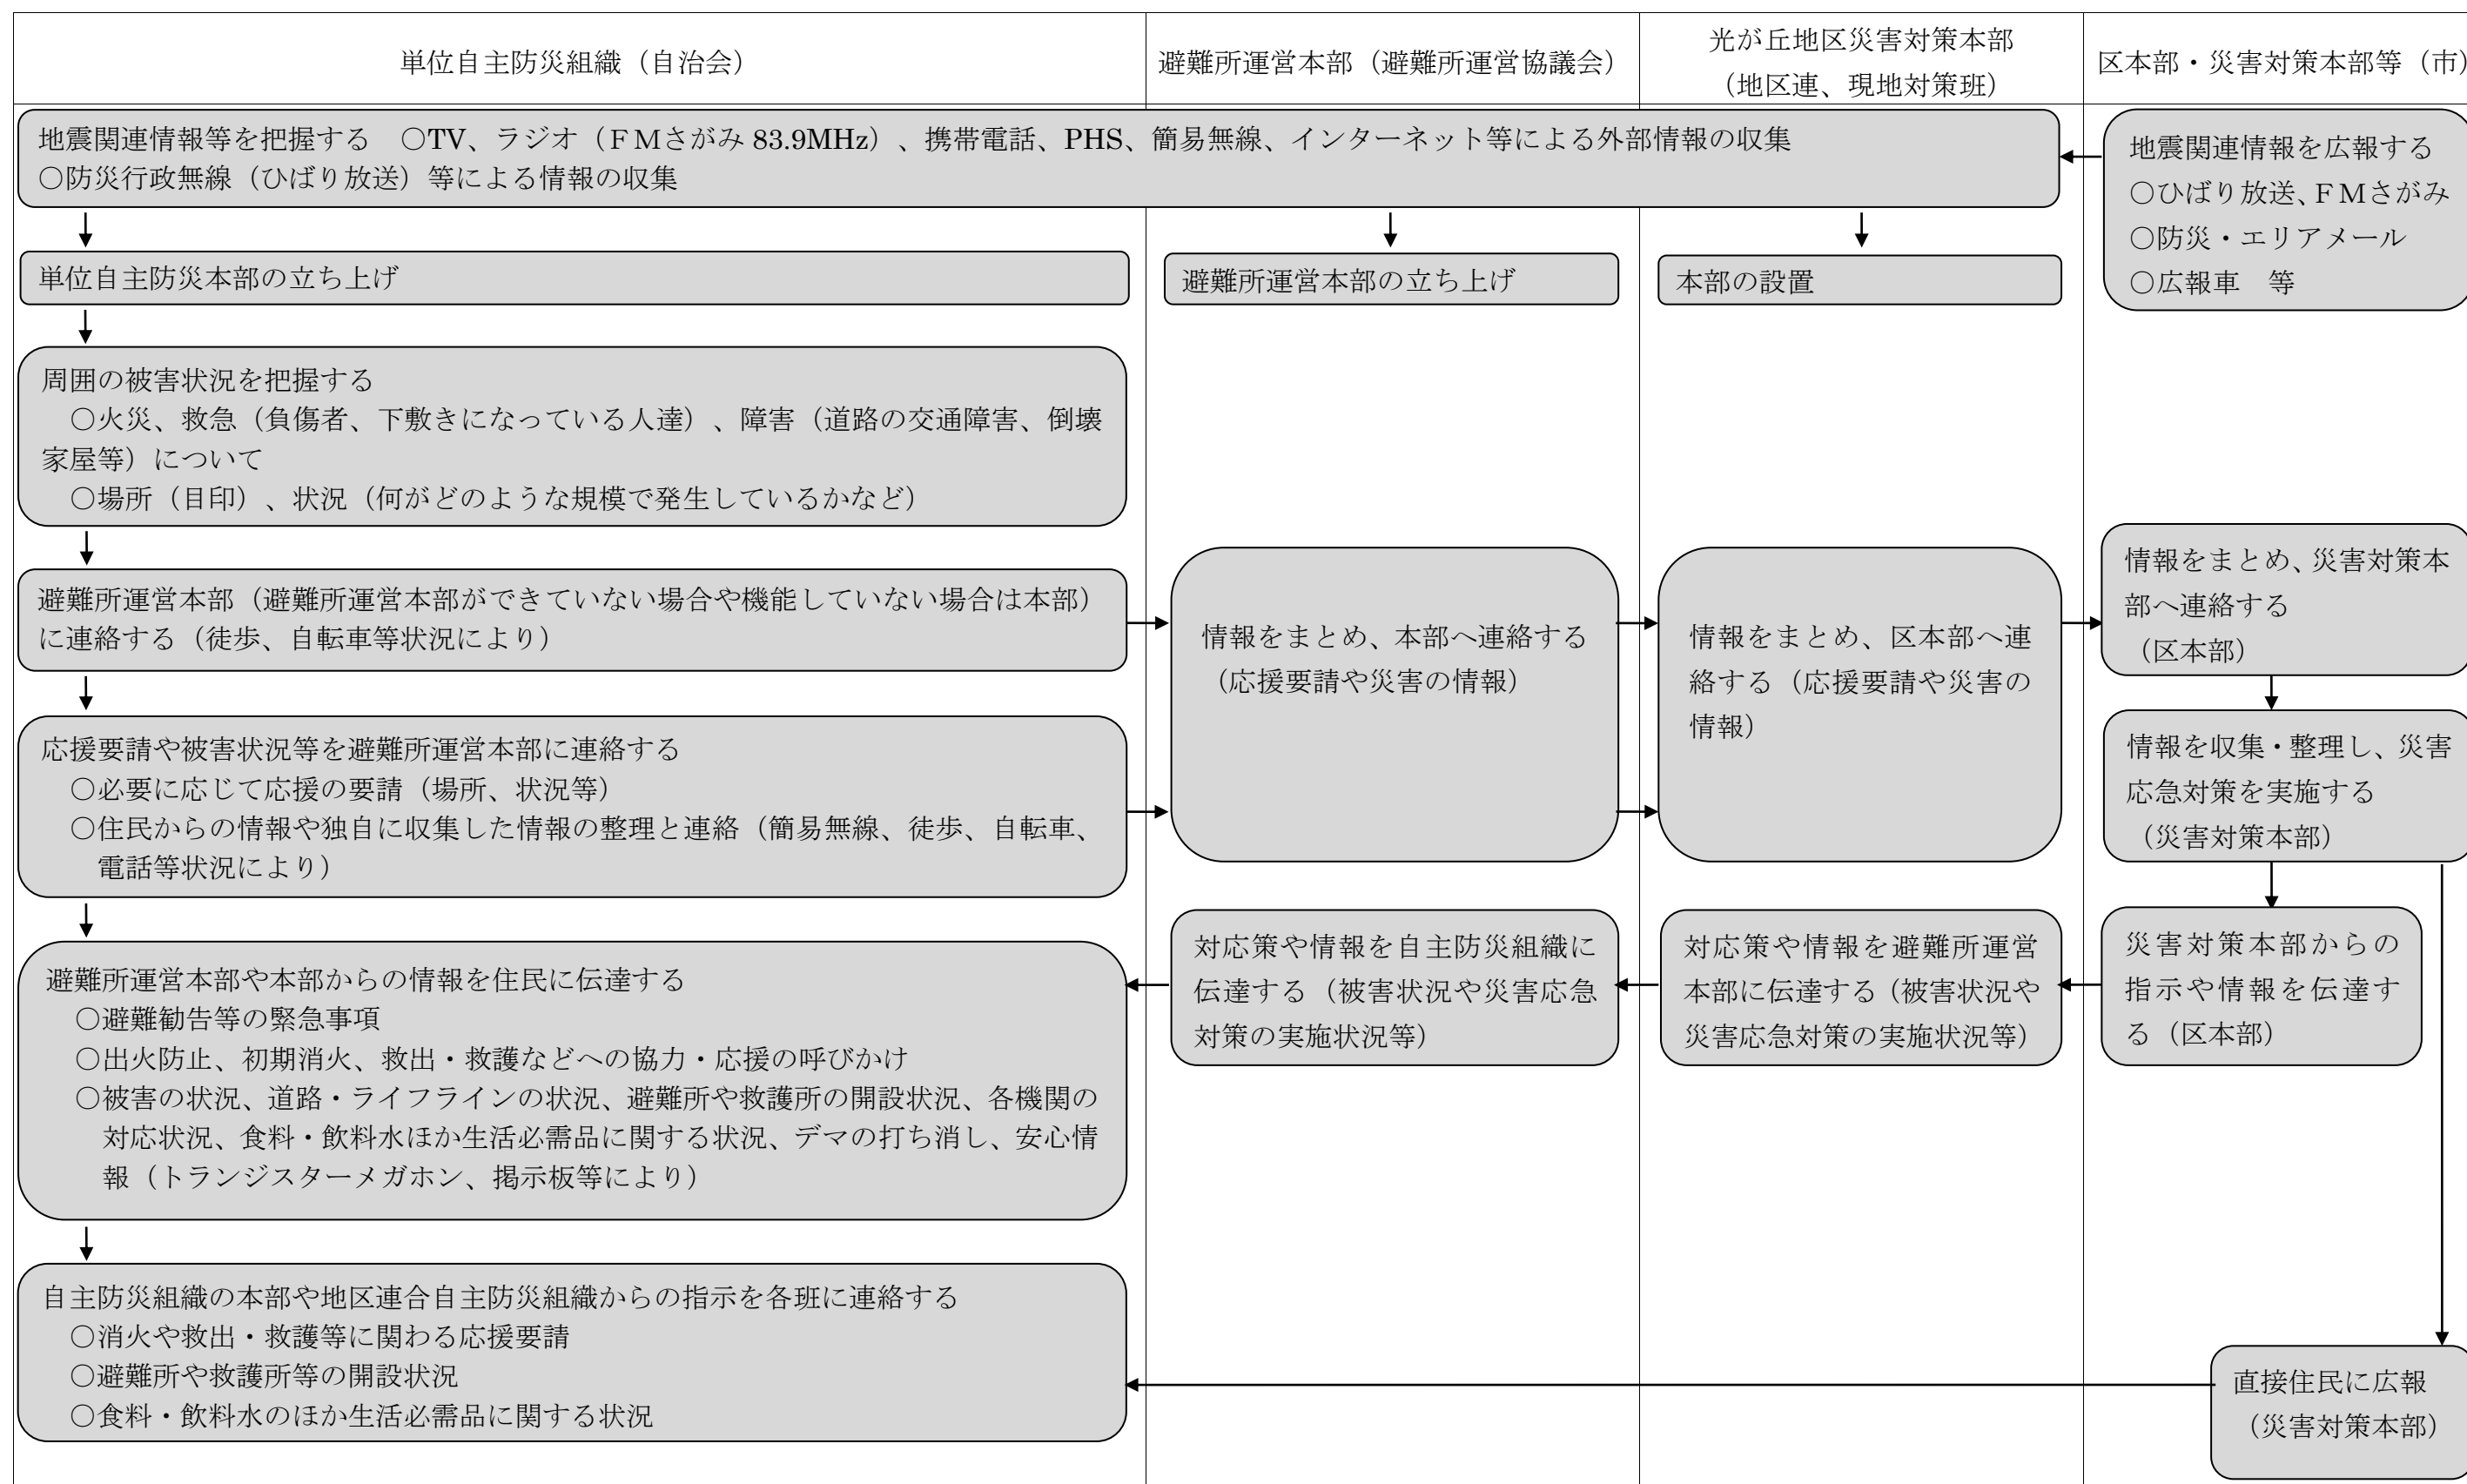 単位自主防災組織（自治会）
避難所運営本部（避難所運営協議会）
光が丘地区災害対策本部
（地区連、現地対策班）
区本部・災害対策本部等（市）
地震関連情報等を把握する　○TV、ラジオ（ＦＭさがみ 83.9MHz）、携帯電話、PHS、簡易無線、インターネット等による外部情報の収集
○防災行政無線（ひばり放送）等による情報の収集
地震関連情報を広報する
○ひばり放送、ＦＭさがみ
○防災・エリアメール
○広報車　等
単位自主防災本部の立ち上げ
避難所運営本部の立ち上げ
本部の設置
周囲の被害状況を把握する
○火災、救急（負傷者、下敷きになっている人達）、障害（道路の交通障害、倒壊
家屋等）について
○場所（目印）、状況（何がどのような規模で発生しているかなど）
避難所運営本部（避難所運営本部ができていない場合や機能していない場合は本部）
に連絡する（徒歩、自転車等状況により）
情報をまとめ、本部へ連絡する
（応援要請や災害の情報）
情報をまとめ、区本部へ連
絡する（応援要請や災害の
情報）
情報をまとめ、災害対策本
部へ連絡する
（区本部）
応援要請や被害状況等を避難所運営本部に連絡する
○必要に応じて応援の要請（場所、状況等）
○住民からの情報や独自に収集した情報の整理と連絡（簡易無線、徒歩、自転車、
電話等状況により）
情報を収集・整理し、災害
応急対策を実施する
（災害対策本部）
避難所運営本部や本部からの情報を住民に伝達する
○避難勧告等の緊急事項
○出火防止、初期消火、救出・救護などへの協力・応援の呼びかけ
○被害の状況、道路・ライフラインの状況、避難所や救護所の開設状況、各機関の
対応状況、食料・飲料水ほか生活必需品に関する状況、デマの打ち消し、安心情
報（トランジスターメガホン、掲示板等により）
対応策や情報を自主防災組織に
伝達する（被害状況や災害応急
対策の実施状況等）
対応策や情報を避難所運営
本部に伝達する（被害状況や
災害応急対策の実施状況等）
災害対策本部からの
指示や情報を伝達す
る（区本部）
自主防災組織の本部や地区連合自主防災組織からの指示を各班に連絡する
○消火や救出・救護等に関わる応援要請
○避難所や救護所等の開設状況
○食料・飲料水のほか生活必需品に関する状況
直接住民に広報
（災害対策本部）